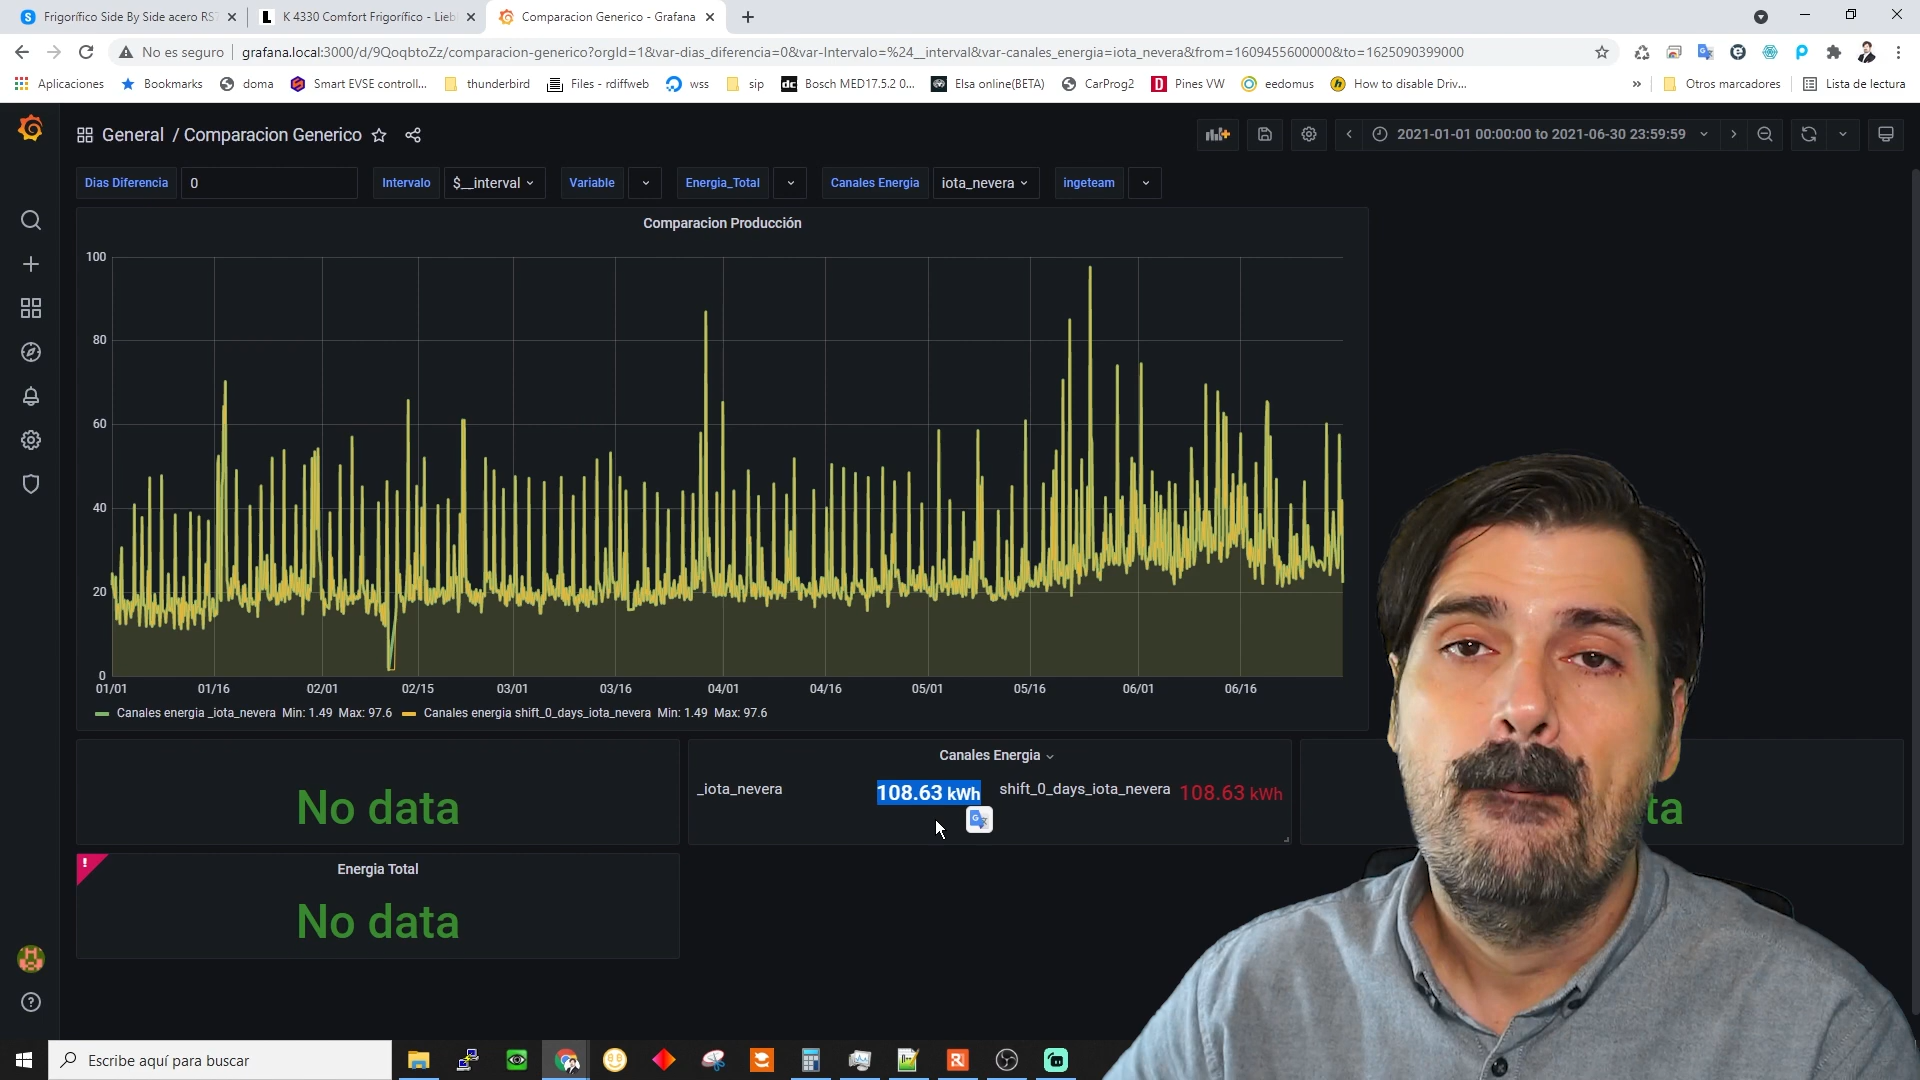 Frigorífico Side By Side acero RS
K 4330 Comfort Frigorífico - Liebl
Comparacion Generico - Grafana
No es seguro
grafana.local:3000/d/9QoqbtoZz/comparacion-generico?orgId=1&var-dias_diferencia=0&var-Intervalo=%24__interval&var-canales_energia=iota_nevera&from=1609455600000&to=1625090399000
Aplicaciones
Bookmarks
doma
Smart EVSE controll...
thunderbird
Files - rdiffweb
wss
sip
Bosch MED17.5.2 0...
Elsa online(BETA)
CarProg2
Pines VW
eedomus
How to disable Driv...
»
Otros marcadores
Lista de lectura
General / Comparacion Generico
2021-01-01 00:00:00 to 2021-06-30 23:59:59
Dias Diferencia
0
Intervalo
$__interval
Variable
Energia_Total
Canales Energia
iota_nevera
ingeteam
Comparacion Producción
100
80
60
40
20
0
01/01
01/16
02/01
02/15
03/01
03/16
04/01
04/16
05/01
05/16
06/01
06/16
Canales energia _iota_nevera Min: 1.49 Max: 97.6
Canales energia shift_0_days_iota_nevera Min: 1.49 Max: 97.6
No data
Canales Energia
_iota_nevera
108.63 kWh
shift_0_days_iota_nevera
108.63 kWh
ta
!
Energia Total
No data
Escribe aquí para buscar